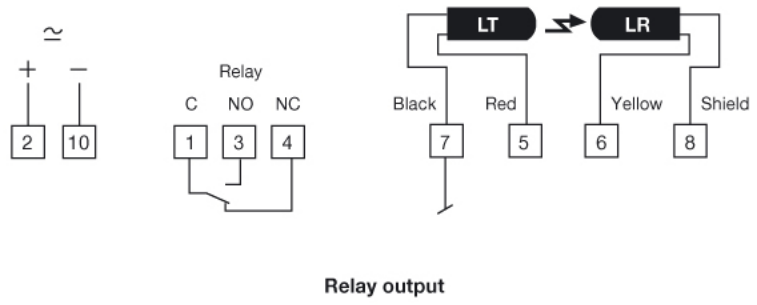 LT LR
≃
+ −
Relay
C NO NC
Black Red Yellow Shield
2 10 1 3 4 7 5 6 8
Relay output